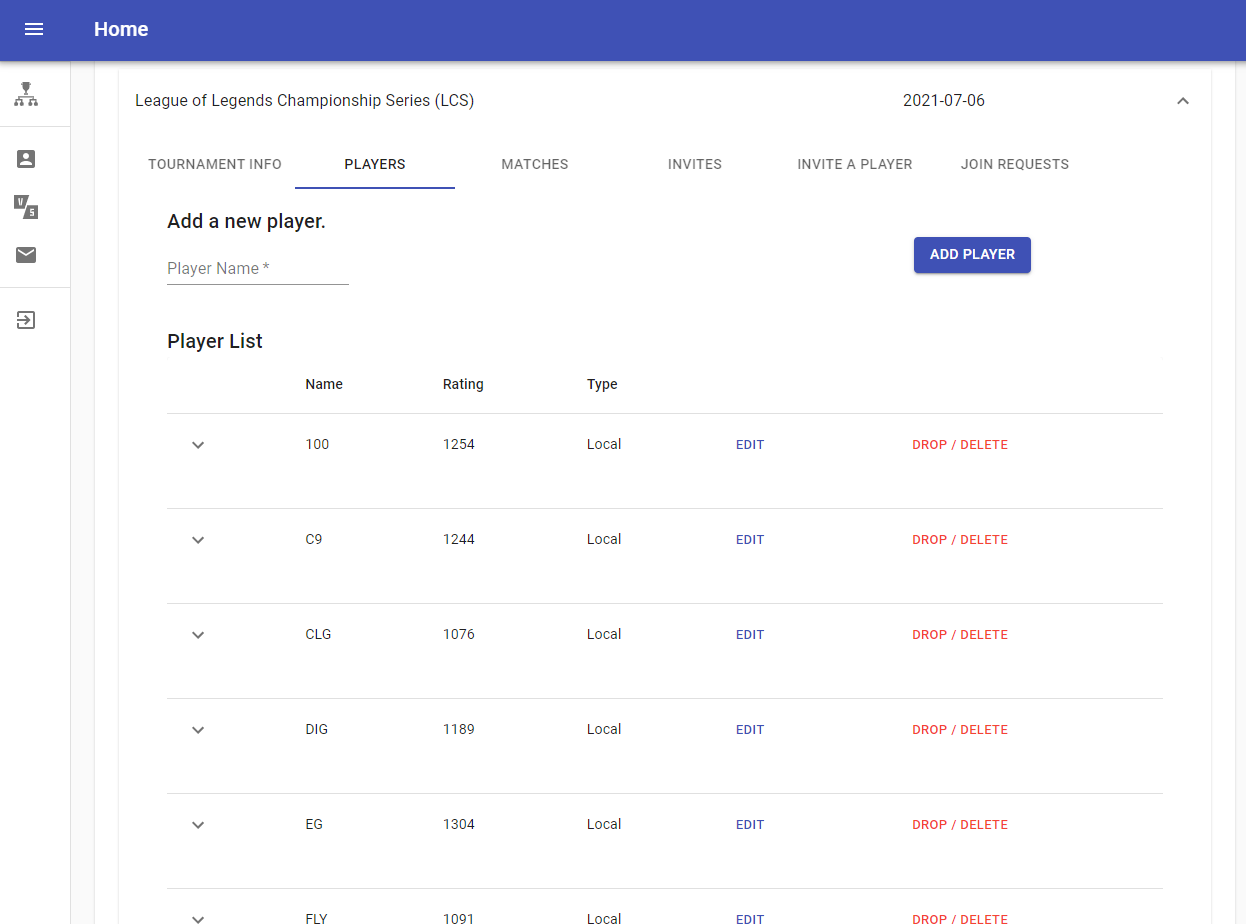 Home
League of Legends Championship Series (LCS) 2021-07-06
TOURNAMENT INFO PLAYERS MATCHES INVITES INVITE A PLAYER JOIN REQUESTS
Add a new player.
ADD PLAYER
Player Name *
Player List
Name Rating Type
100 1254 Local EDIT DROP / DELETE
C9 1244 Local EDIT DROP / DELETE
CLG 1076 Local EDIT DROP / DELETE
DIG 1189 Local EDIT DROP / DELETE
EG 1304 Local EDIT DROP / DELETE
FLY 1091 Local EDIT DROP / DELETE